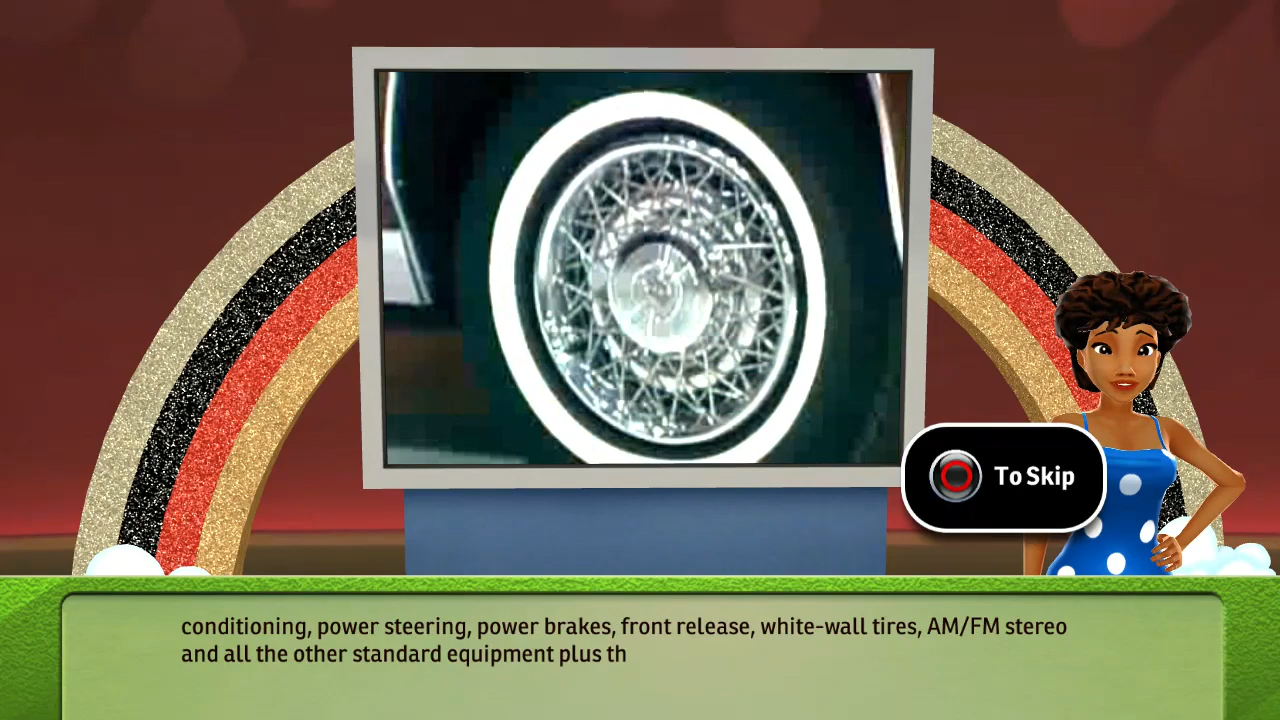 To Skip
conditioning, power steering, power brakes, front release, white-wall tires, AM/FM stereo
and all the other standard equipment plus th